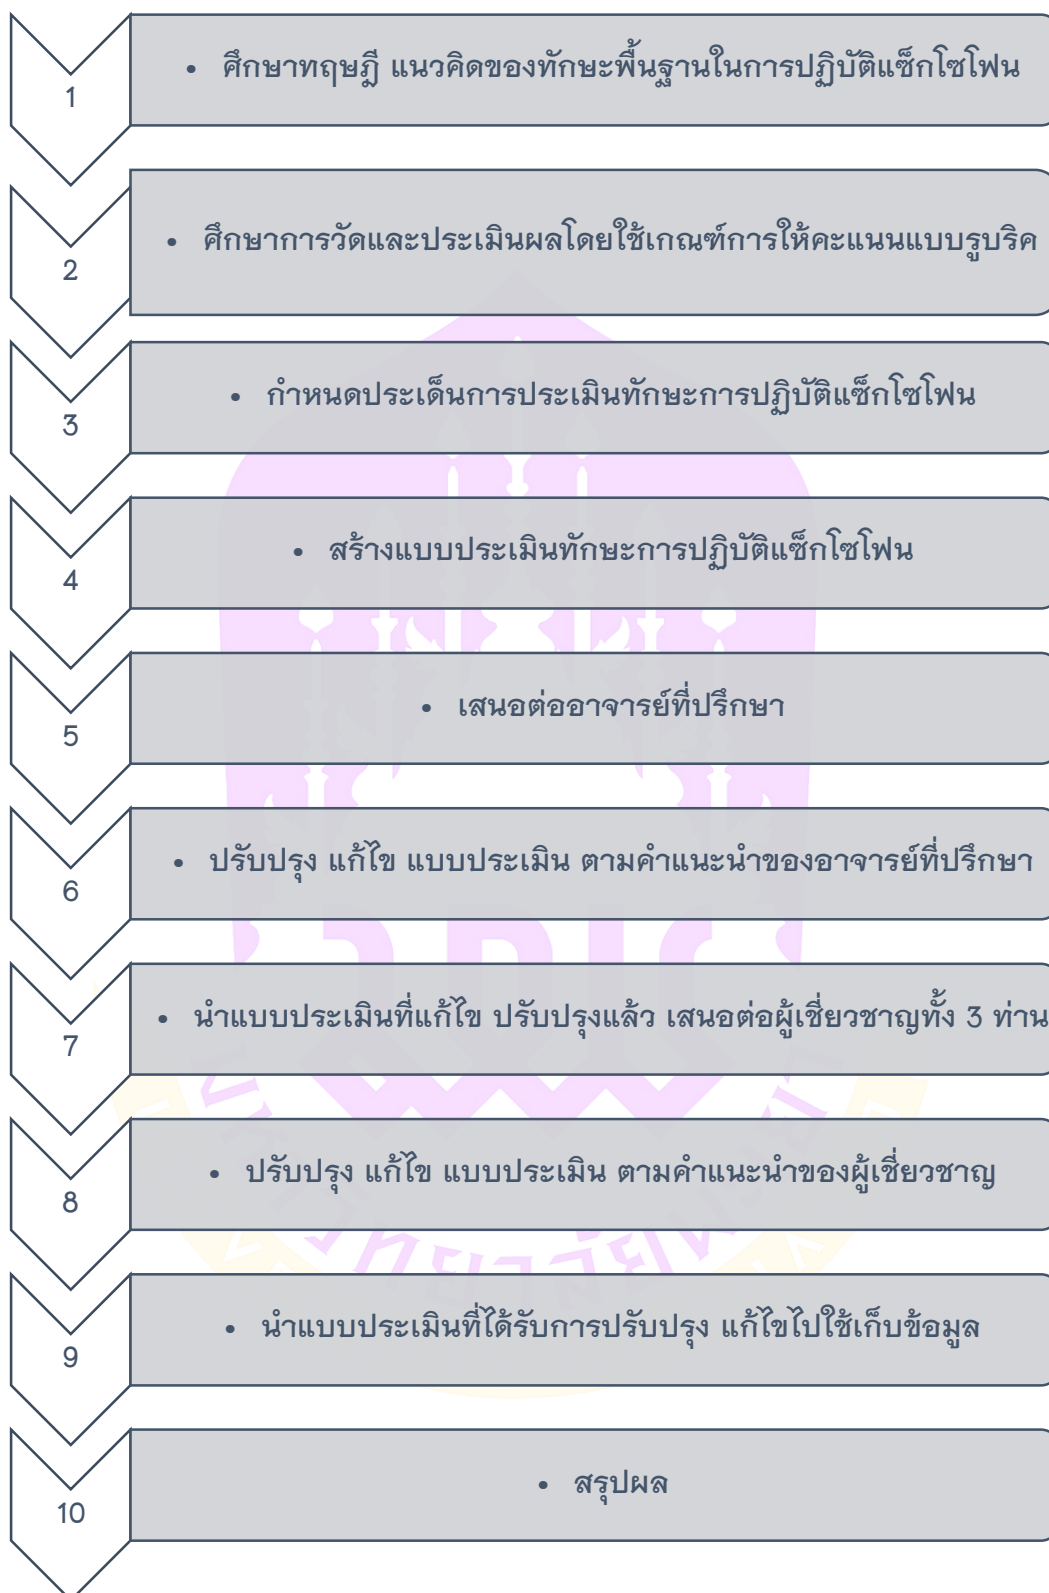 1
• ศึกษาทฤษฎี แนวคิดของทักษะพื้นฐานในการปฏิบัติแซ็กโซโฟน
2
• ศึกษาการวัดและประเมินผลโดยใช้เกณฑ์การให้คะแนนแบบรูบริค
3
• กำหนดประเด็นการประเมินทักษะการปฏิบัติแซ็กโซโฟน
4
• สร้างแบบประเมินทักษะการปฏิบัติแซ็กโซโฟน
5
• เสนอต่ออาจารย์ที่ปรึกษา
6
• ปรับปรุง แก้ไข แบบประเมิน ตามคำแนะนำของอาจารย์ที่ปรึกษา
7
• นำแบบประเมินที่แก้ไข ปรับปรุงแล้ว เสนอต่อผู้เชี่ยวชาญทั้ง 3 ท่าน
8
• ปรับปรุง แก้ไข แบบประเมิน ตามคำแนะนำของผู้เชี่ยวชาญ
9
• นำแบบประเมินที่ได้รับการปรับปรุง แก้ไขไปใช้เก็บข้อมูล
10
• สรุปผล